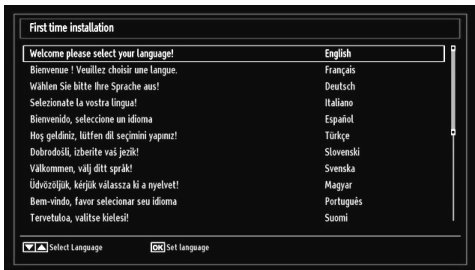 First time installation
Welcome please select your language! English
Bienvenue ! Veuillez choisir une langue. Français
Wählen Sie bitte Ihre Sprache aus! Deutsch
Selezionate la vostra lingua! Italiano
Bienvenido, seleccione un idioma Español
Hoş geldiniz, lütfen dil seçimini yapınız! Türkçe
Dobrodošli, izberite vaš jezik! Slovenski
Välkommen, välj ditt språk! Svenska
Üdvözöljük, kérjük válassza ki a nyelvet! Magyar
Bem-vindo, favor selecionar seu idioma Português
Tervetuloa, valitse kielesi! Suomi
Select Language OK Set language